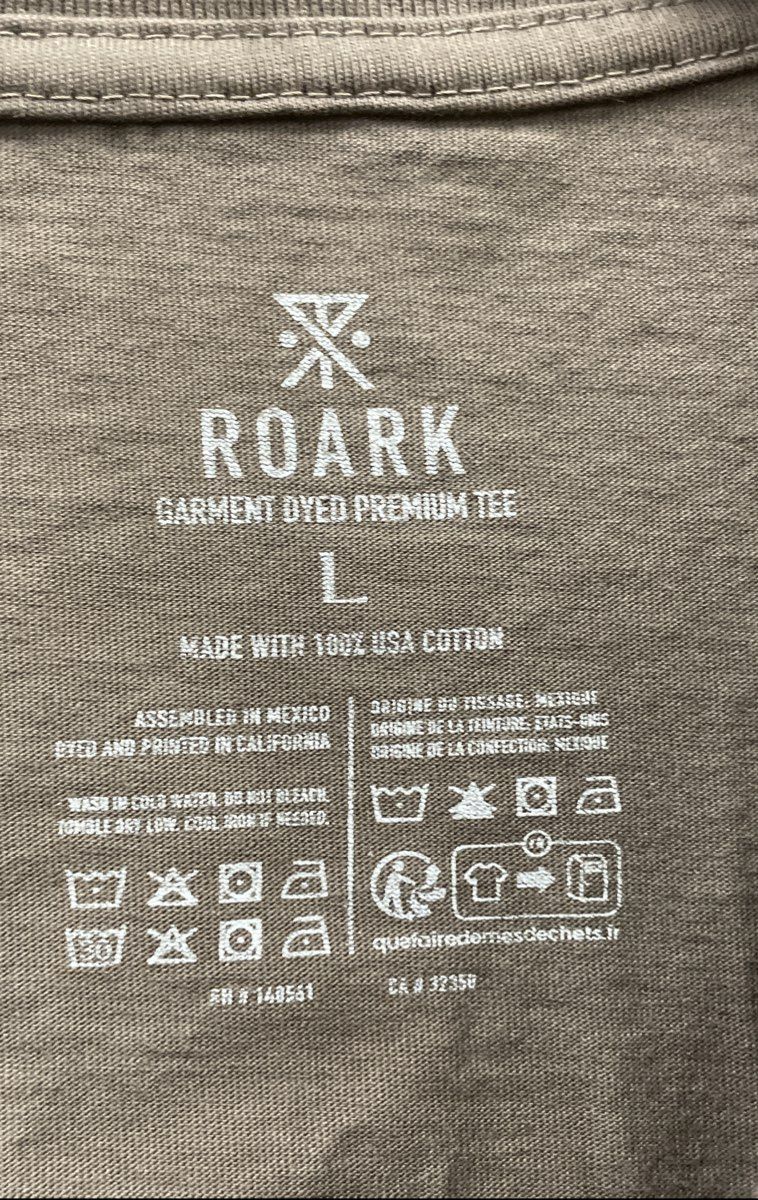 ROARK
GARMENT DYED PREMIUM TEE
L
MADE WITH 100% USA COTTON
ASSEMBLED IN MEXICO
DYED AND PRINTED IN CALIFORNIA
WASH IN COLD WATER. DO NOT BLEACH.
TUMBLE DRY LOW. COOL IRON IF NEEDED.
30
RN # 140561
ORIGINE DU TISSAGE: MEXIQUE
ORIGINE DE LA TEINTURE: ETATS-UNIS
ORIGINE DE LA CONFECTION: MEXIQUE
FR
quefairedemesdechets.fr
CA # 32350